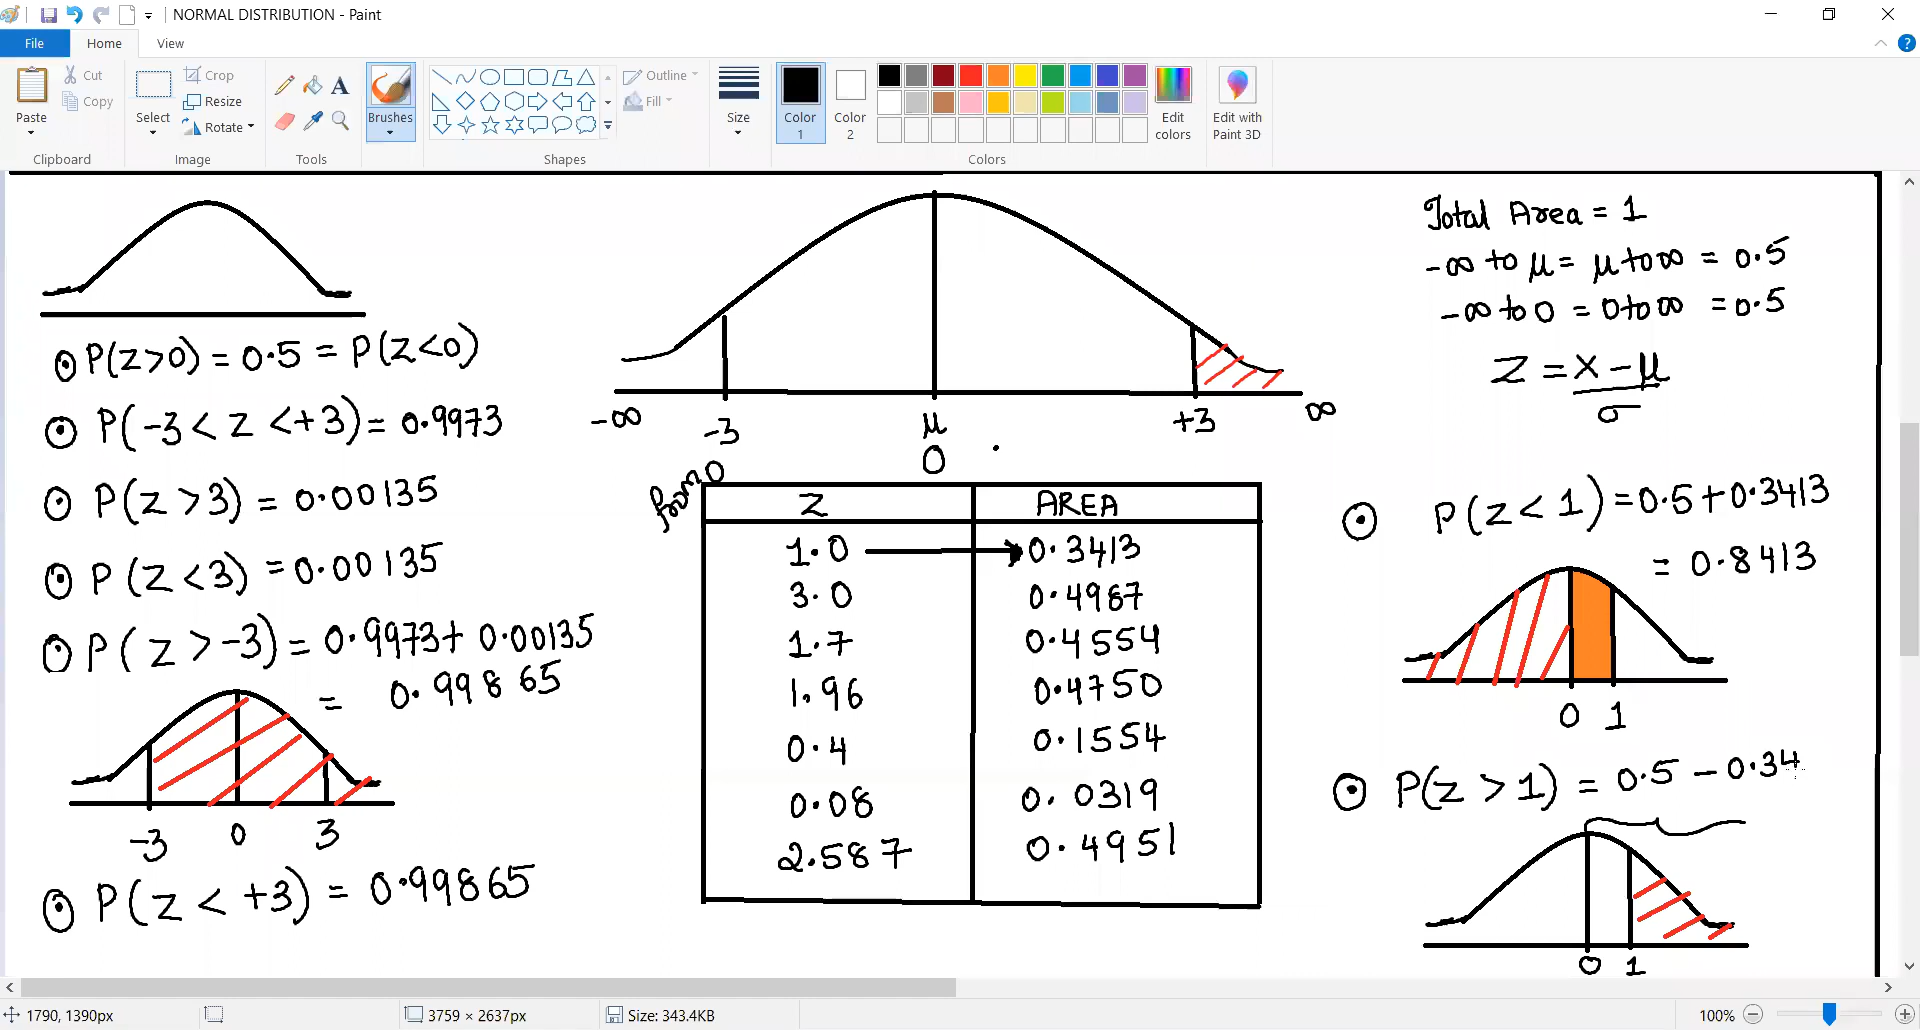 NORMAL DISTRIBUTION - Paint
File Home View
Paste
Cut
Copy
Clipboard
Select
Crop
Resize
Rotate
Image
A
Tools
Brushes
Shapes
Outline
Fill
Size
Color 1
Color 2
Edit colors
Colors
Edit with Paint 3D
P(Z>0) = 0.5 = P(Z<0)
P(-3 < Z < +3) = 0.9973
P(Z >3) = 0.00135
P(Z <3) = 0.00135
P(Z > -3) = 0.9973 + 0.00135
= 0.99865
-3 0 3
P(Z < +3) = 0.99865
-∞ -3 μ +3 ∞
0
from 0
Z AREA
1.0 0.3413
3.0 0.4987
1.7 0.4554
1.96 0.4750
0.4 0.1554
0.08 0.0319
2.587 0.4951
Total Area = 1
-∞ to μ = μ to ∞ = 0.5
-∞ to 0 = 0 to ∞ = 0.5
Z = X - μ
σ
P(Z < 1) = 0.5 + 0.3413
= 0.8413
0 1
P(Z > 1) = 0.5 - 0.34
0 1
1790, 1390px
3759 × 2637px
Size: 343.4KB
100%